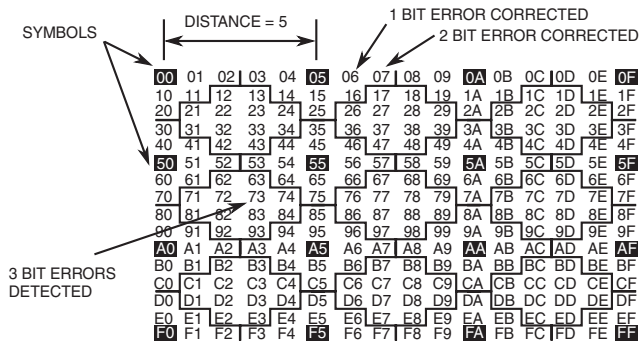 1 BIT ERROR CORRECTED
DISTANCE = 5
2 BIT ERROR CORRECTED
SYMBOLS
00 01 02 03 04 05 06 07 08 09 0A 0B 0C 0D 0E 0F
10 11 12 13 14 15 16 17 18 19 1A 1B 1C 1D 1E 1F
20 21 22 23 24 25 26 27 28 29 2A 2B 2C 2D 2E 2F
30 31 32 33 34 35 36 37 38 39 3A 3B 3C 3D 3E 3F
40 41 42 43 44 45 46 47 48 49 4A 4B 4C 4D 4E 4F
50 51 52 53 54 55 56 57 58 59 5A 5B 5C 5D 5E 5F
60 61 62 63 64 65 66 67 68 69 6A 6B 6C 6D 6E 6F
70 71 72 73 74 75 76 77 78 79 7A 7B 7C 7D 7E 7F
80 81 82 83 84 85 86 87 88 89 8A 8B 8C 8D 8E 8F
90 91 92 93 94 95 96 97 98 99 9A 9B 9C 9D 9E 9F
A0 A1 A2 A3 A4 A5 A6 A7 A8 A9 AA AB AC AD AE AF
3 BIT ERRORS
DETECTED
B0 B1 B2 B3 B4 B5 B6 B7 B8 B9 BA BB BC BD BE BF
C0 C1 C2 C3 C4 C5 C6 C7 C8 C9 CA CB CC CD CE CF
D0 D1 D2 D3 D4 D5 D6 D7 D8 D9 DA DB DC DD DE DF
E0 E1 E2 E3 E4 E5 E6 E7 E8 E9 EA EB EC ED EE EF
F0 F1 F2 F3 F4 F5 F6 F7 F8 F9 FA FB FC FD FE FF